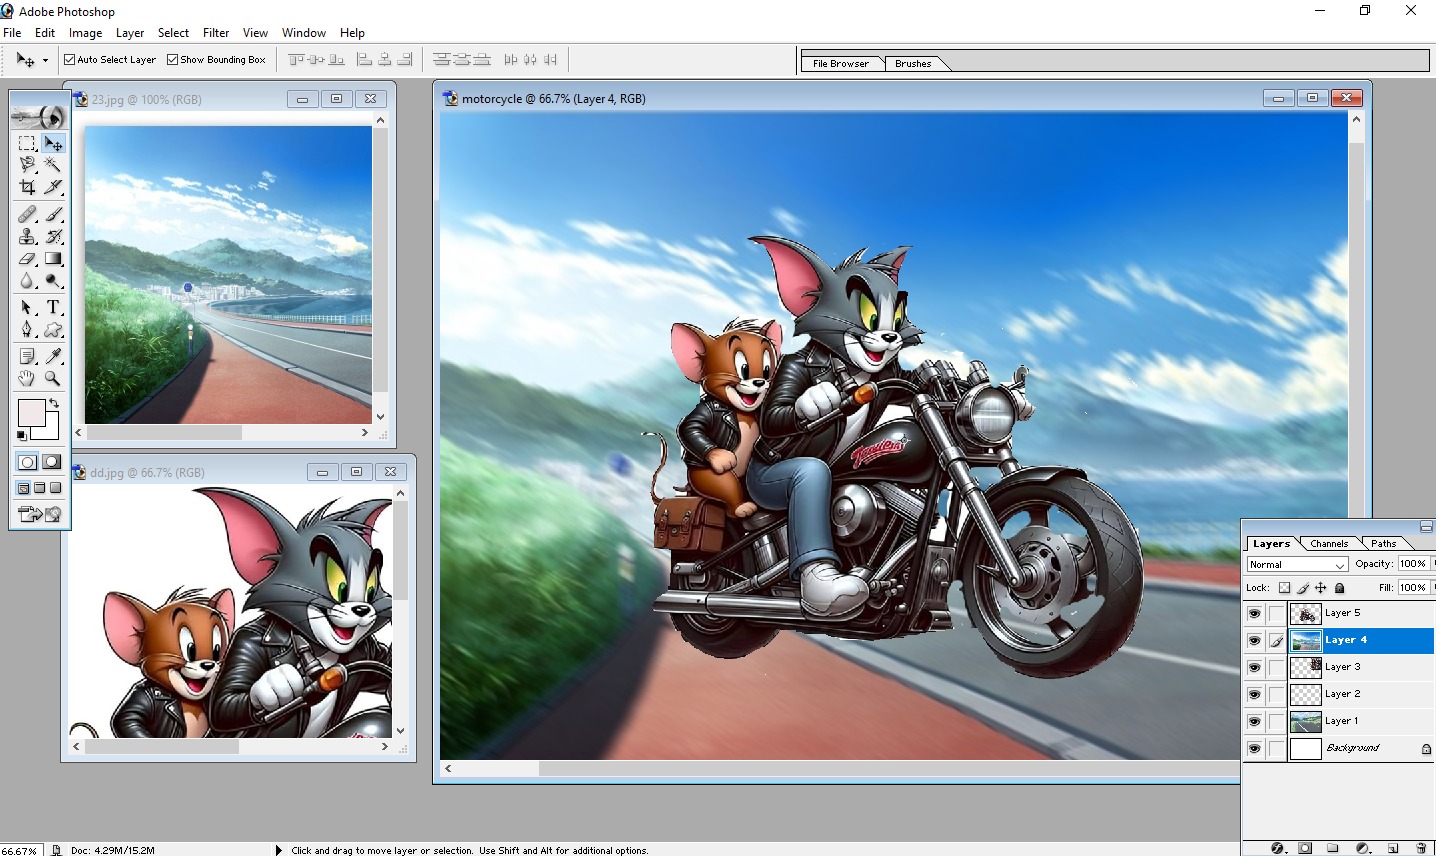 Adobe Photoshop
File Edit Image Layer Select Filter View Window Help
Auto Select Layer Show Bounding Box
File Browser Brushes
23.jpg @ 100% (RGB)
motorcycle @ 66.7% (Layer 4, RGB)
dd.jpg @ 66.7% (RGB)
Layers Channels Paths
Normal Opacity: 100%
Lock: Fill: 100%
Layer 5
Layer 4
Layer 3
Layer 2
Layer 1
Background
66.67% Doc: 4.29M/15.2M Click and drag to move layer or selection. Use Shift and Alt for additional options.